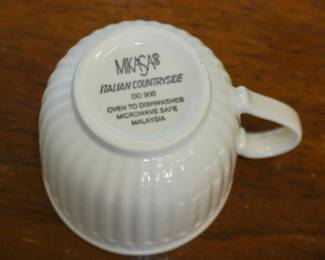 MIKASA®
ITALIAN COUNTRYSIDE
DD 900
OVEN TO DISHWASHER
MICROWAVE SAFE
MALAYSIA